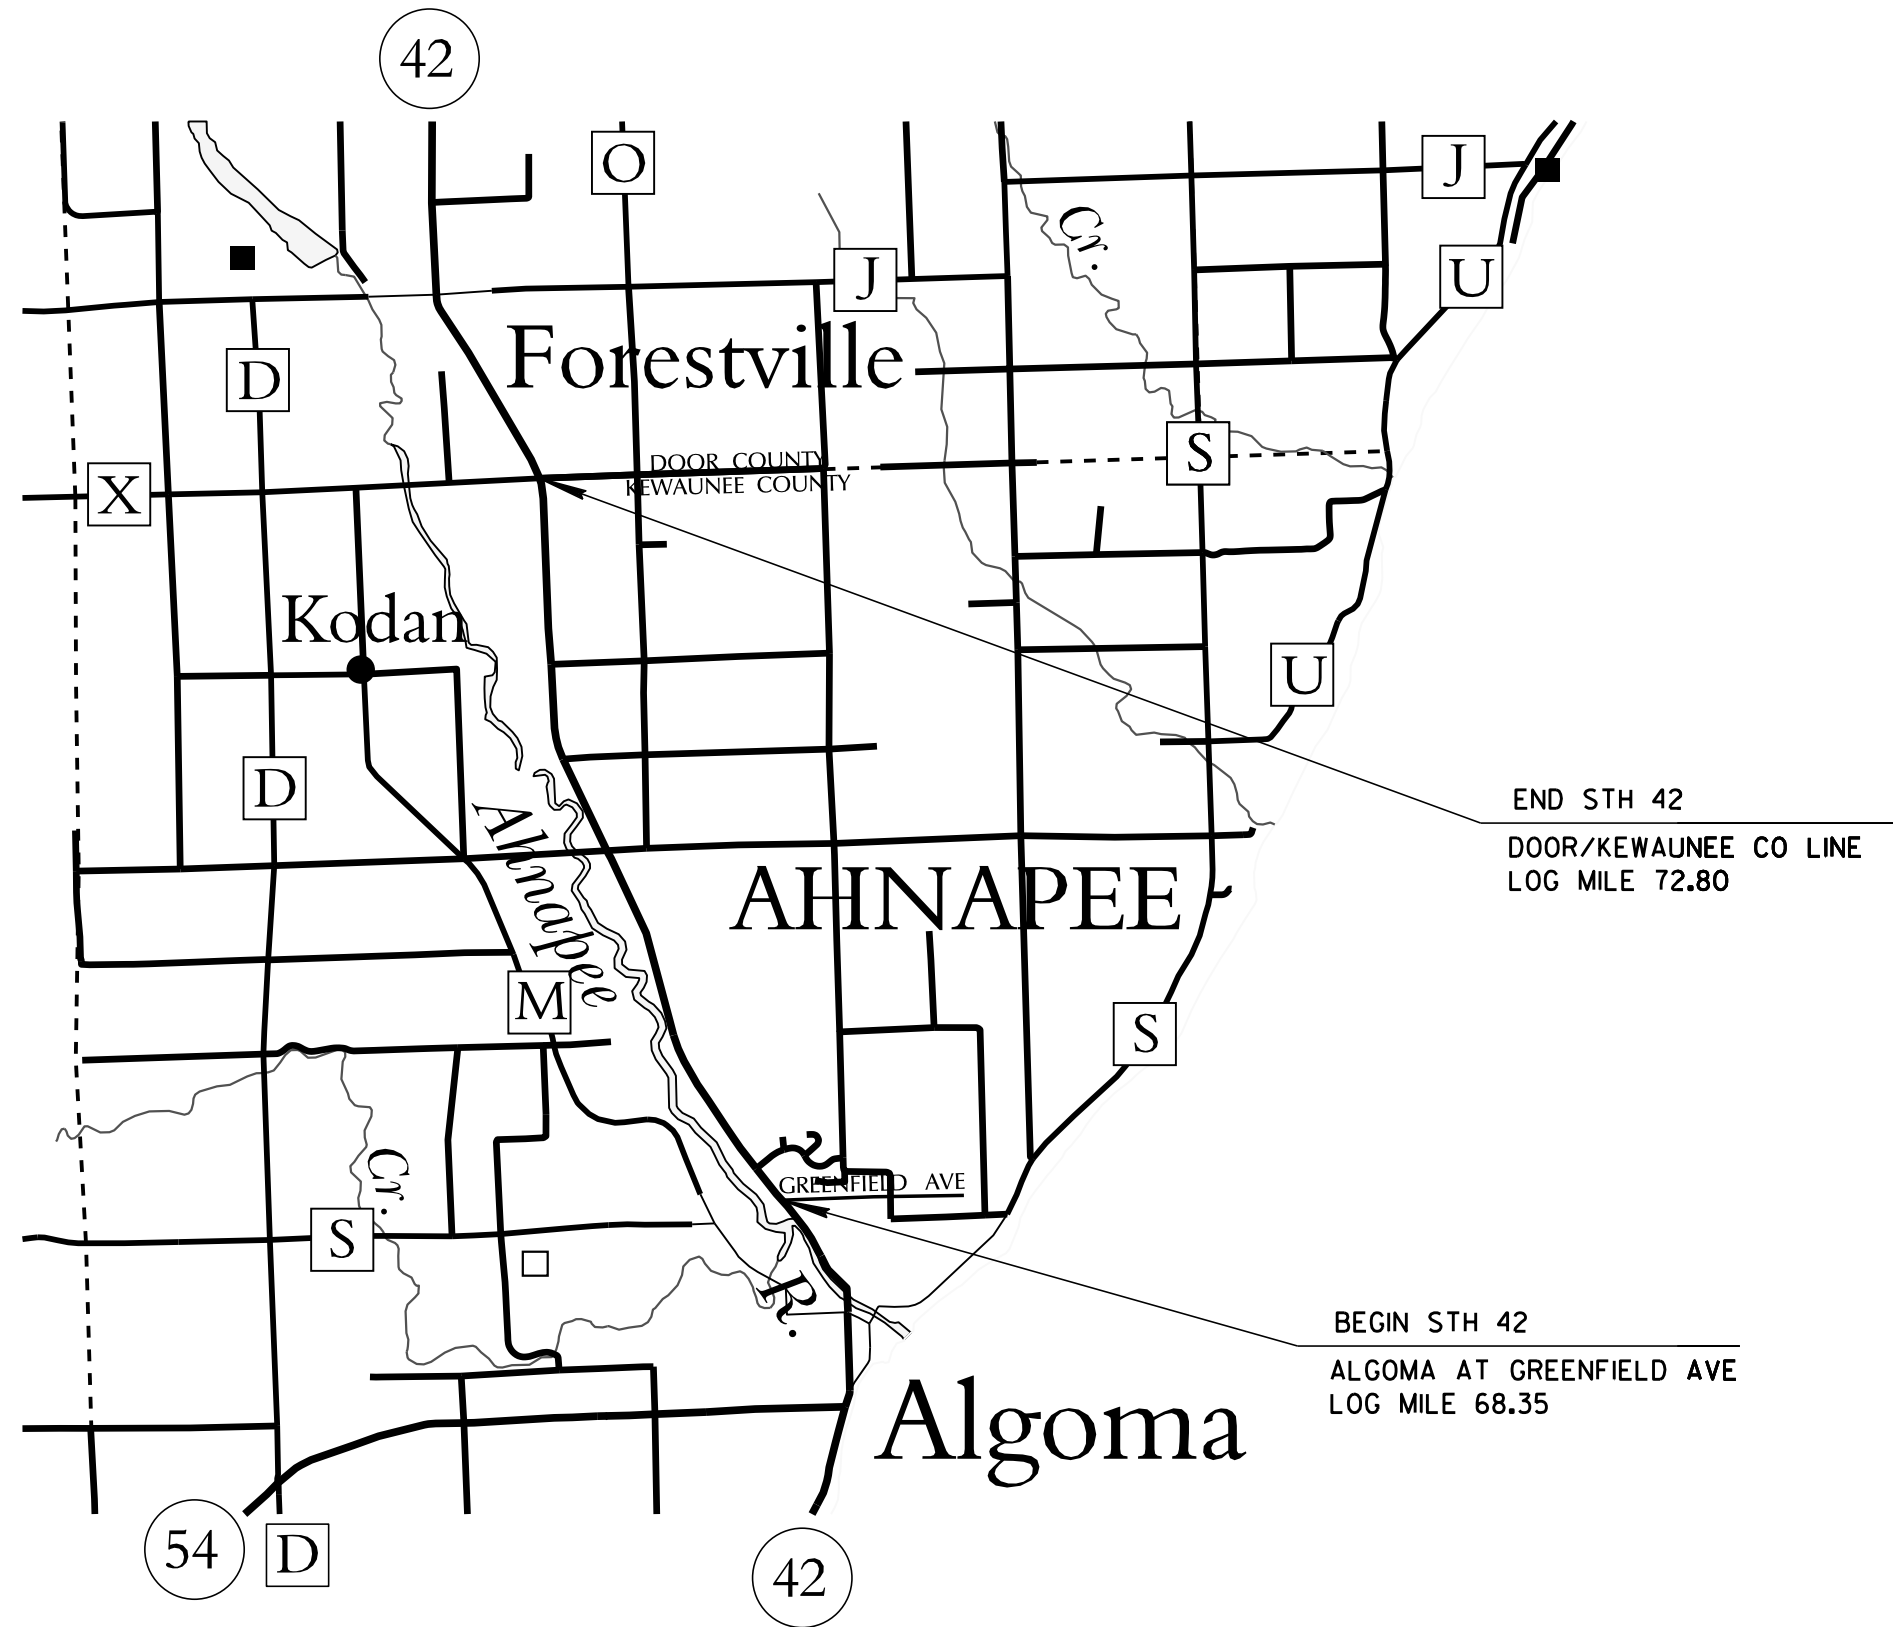 42
O
J
Cr.
J
U
Forestville
D
DOOR COUNTY
KEWAUNEE COUNTY
S
X
Kodan
U
D
END STH 42
DOOR/KEWAUNEE CO LINE
LOG MILE 72.80
Ahnapee
AHNAPEE
M
S
Cr.
GREENFIELD AVE
S
R.
BEGIN STH 42
ALGOMA AT GREENFIELD AVE
LOG MILE 68.35
Algoma
54
D
42